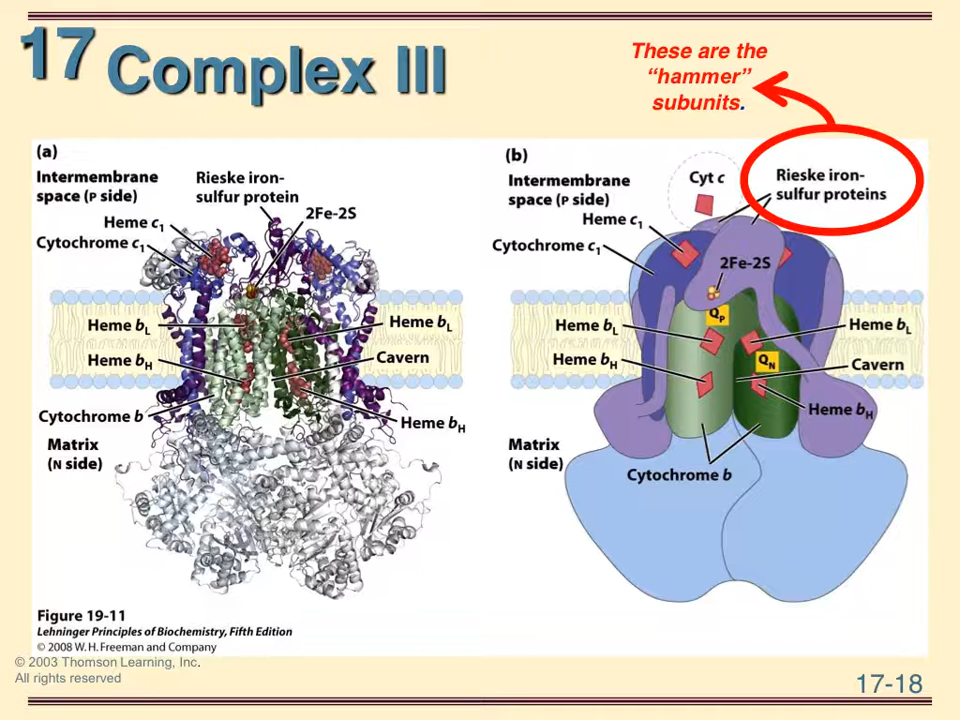 17 Complex III
These are the
“hammer”
subunits.
(a)
Intermembrane
space (P side)
Rieske iron-
sulfur protein
2Fe-2S
Heme c1
Cytochrome c1
Heme bL
Heme bL
Heme bH
Cavern
Cytochrome b
Heme bH
Matrix
(N side)
(b)
Intermembrane
space (P side)
Cyt c
Rieske iron-
sulfur proteins
Heme c1
Cytochrome c1
2Fe-2S
QP
Heme bL
Heme bL
Heme bH
QN
Cavern
Heme bH
Matrix
(N side)
Cytochrome b
Figure 19-11
Lehninger Principles of Biochemistry, Fifth Edition
© 2008 W. H. Freeman and Company
© 2003 Thomson Learning, Inc.
All rights reserved
17-18